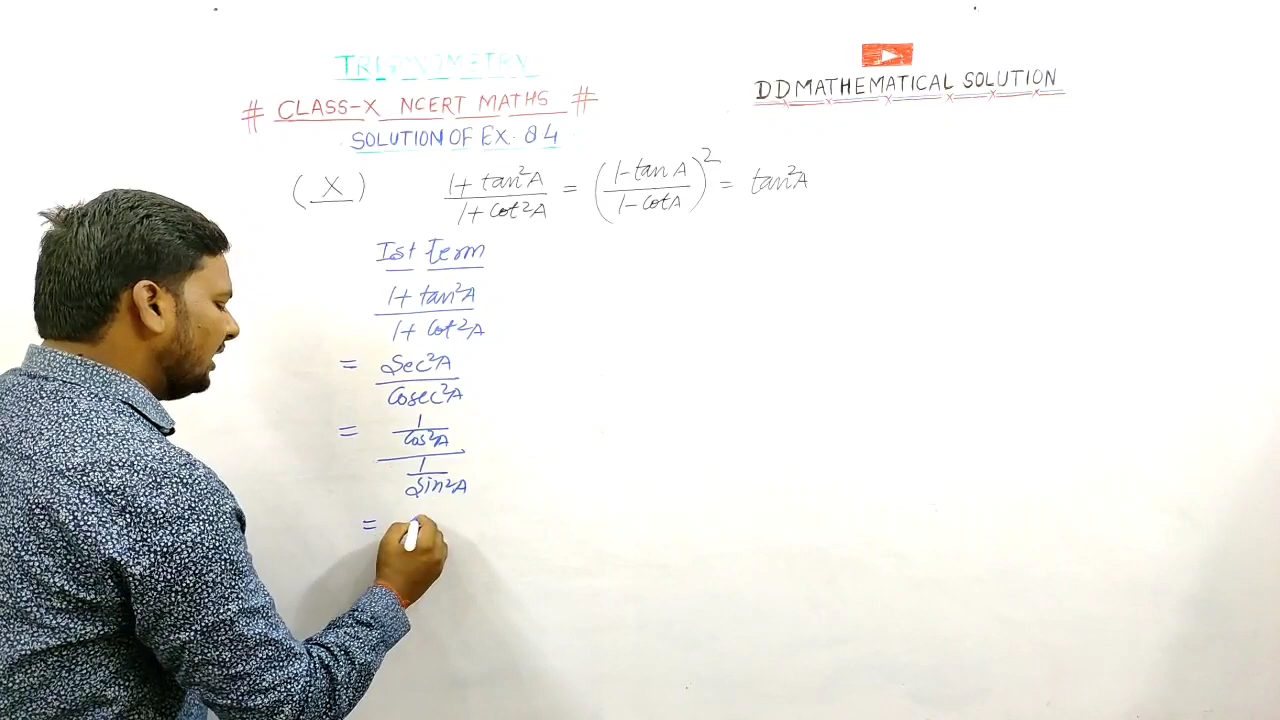 TRIGONOMETRY
# CLASS-X NCERT MATHS #
SOLUTION OF EX. 8.4
DD MATHEMATICAL SOLUTION
(X) (1 + tan²A)/(1 + cot²A) = ((1 - tan A)/(1 - cot A))² = tan²A
Ist Term
(1 + tan²A)/(1 + cot²A)
= Sec²A/Cosec²A
= (1/Cos²A)/(1/Sin²A)
=